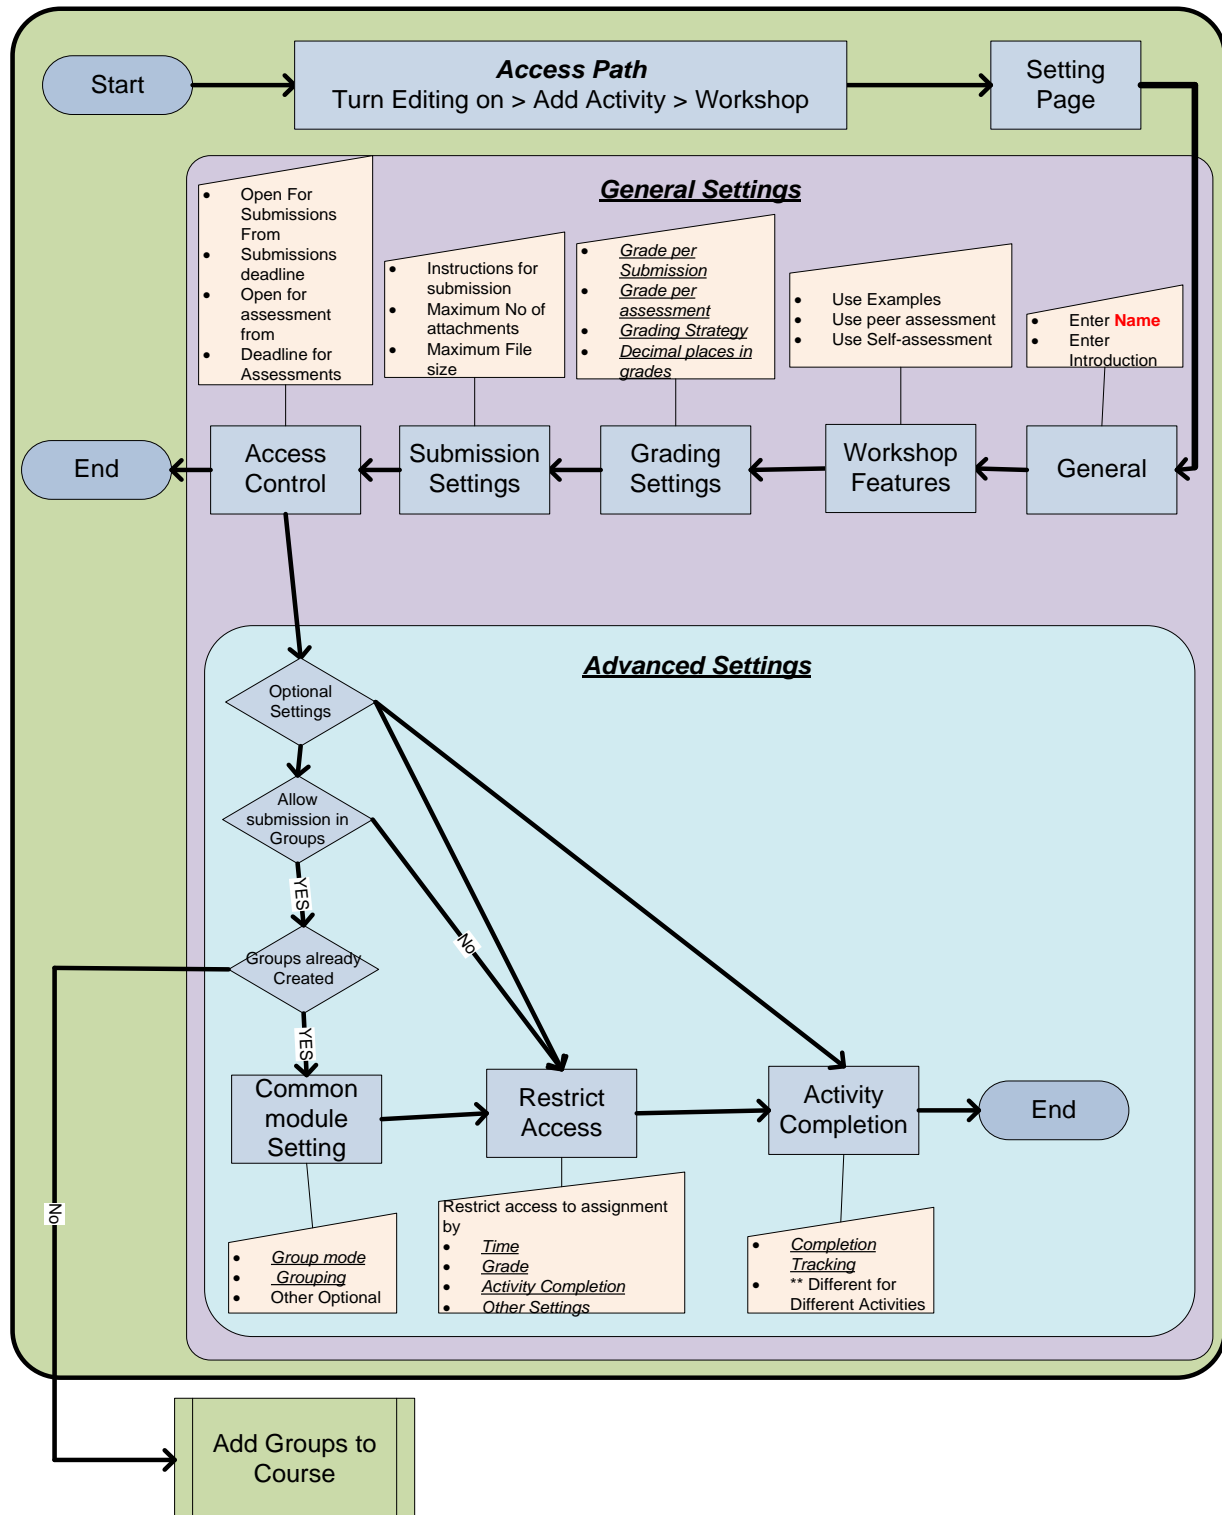 Start
Access Path
Turn Editing on > Add Activity > Workshop
Setting
Page
General Settings
• Open For
Submissions
From
• Submissions
deadline
• Open for
assessment
from
• Deadline for
Assessments
• Instructions for
submission
• Maximum No of
attachments
• Maximum File
size
• Grade per
Submission
• Grade per
assessment
• Grading Strategy
• Decimal places in
grades
• Use Examples
• Use peer assessment
• Use Self-assessment
• Enter Name
• Enter
Introduction
End
Access
Control
Submission
Settings
Grading
Settings
Workshop
Features
General
Advanced Settings
Optional
Settings
Allow
submission in
Groups
YES
No
Groups already
Created
YES
Common
module
Setting
Restrict
Access
Activity
Completion
End
No
• Group mode
• Grouping
• Other Optional
Restrict access to assignment
by
• Time
• Grade
• Activity Completion
• Other Settings
• Completion
Tracking
• ** Different for
Different Activities
Add Groups to
Course